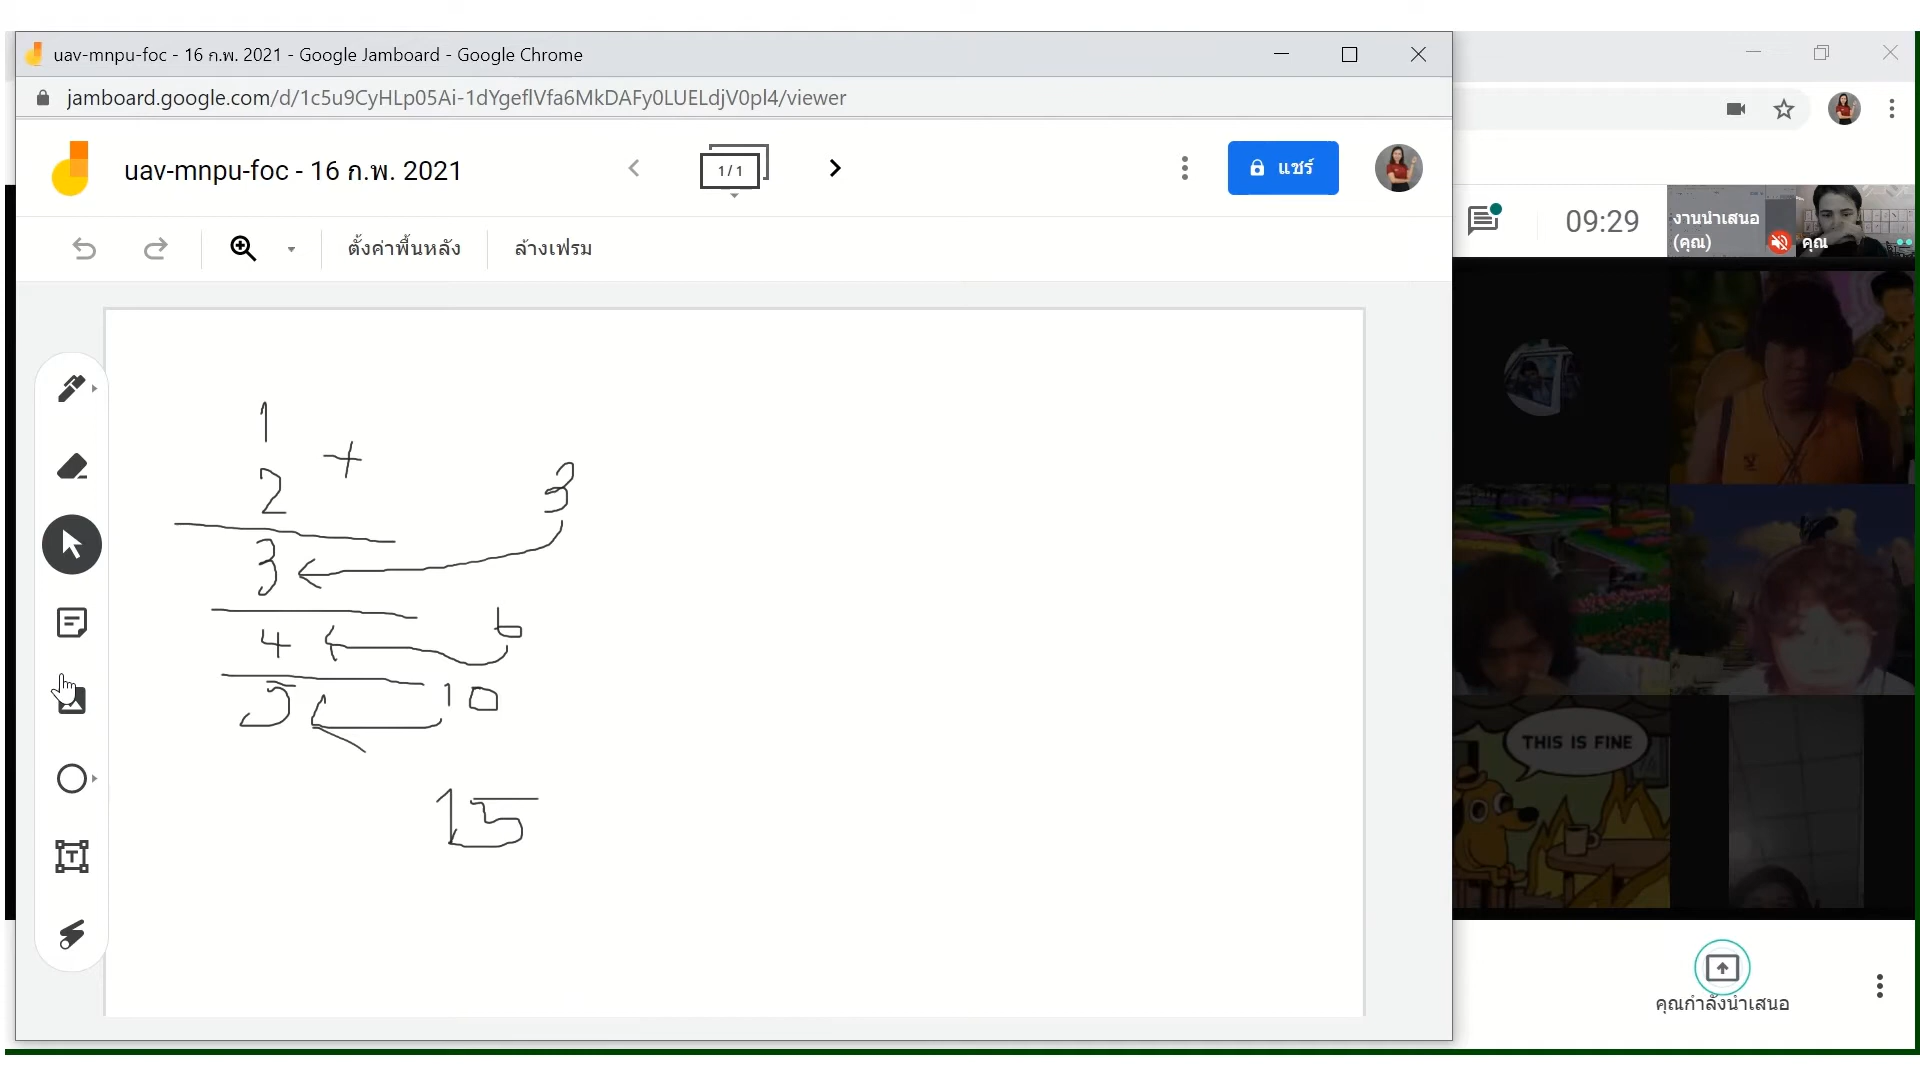 uav-mnpu-foc - 16 ก.พ. 2021 - Google Jamboard - Google Chrome
jamboard.google.com/d/1c5u9CyHLp05Ai-1dYgeflVfa6MkDAFy0LUELdjV0pl4/viewer
uav-mnpu-foc - 16 ก.พ. 2021
1/1
แชร์
ตั้งค่าพื้นหลัง
ล้างเฟรม
09:29
งานนำเสนอ
(คุณ)
คุณ
1
+
2
3
3
6
4
5
10
15
THIS IS FINE
คุณกำลังนำเสนอ